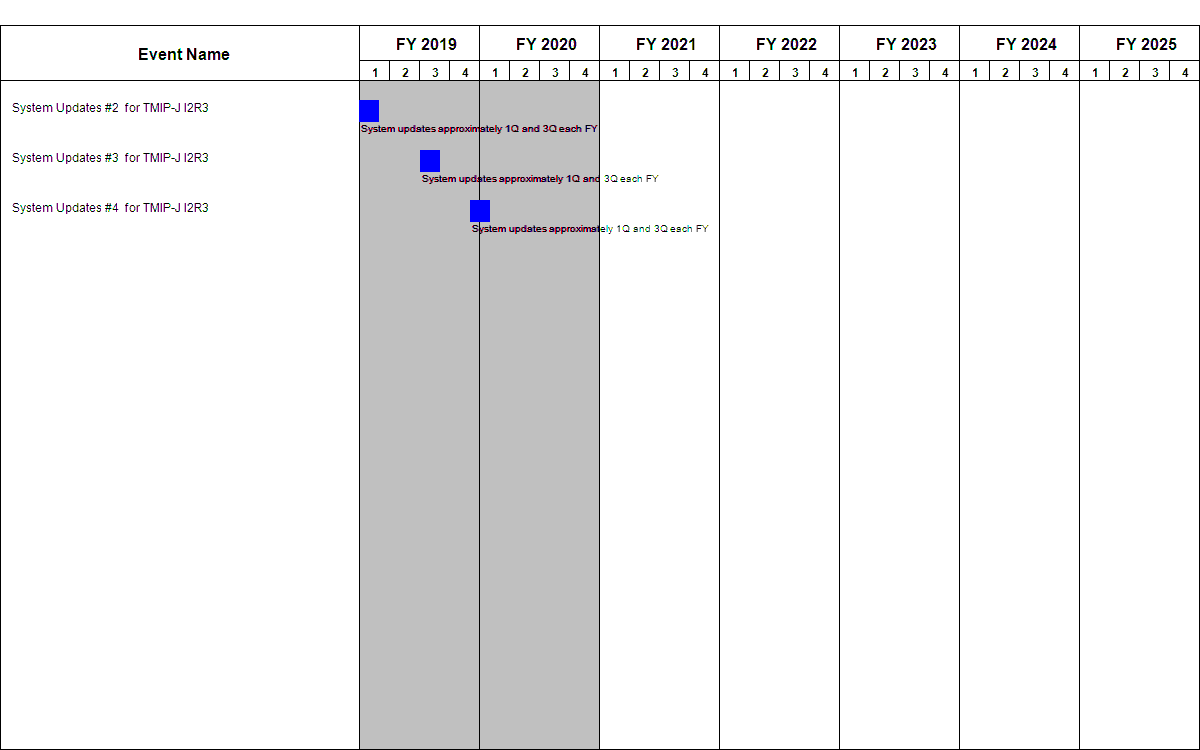 Event Name FY 2019 FY 2020 FY 2021 FY 2022 FY 2023 FY 2024 FY 2025
1 2 3 4 1 2 3 4 1 2 3 4 1 2 3 4 1 2 3 4 1 2 3 4 1 2 3 4
System Updates #2 for TMIP-J I2R3
System updates approximately 1Q and 3Q each FY
System Updates #3 for TMIP-J I2R3
System updates approximately 1Q and 3Q each FY
System Updates #4 for TMIP-J I2R3
System updates approximately 1Q and 3Q each FY